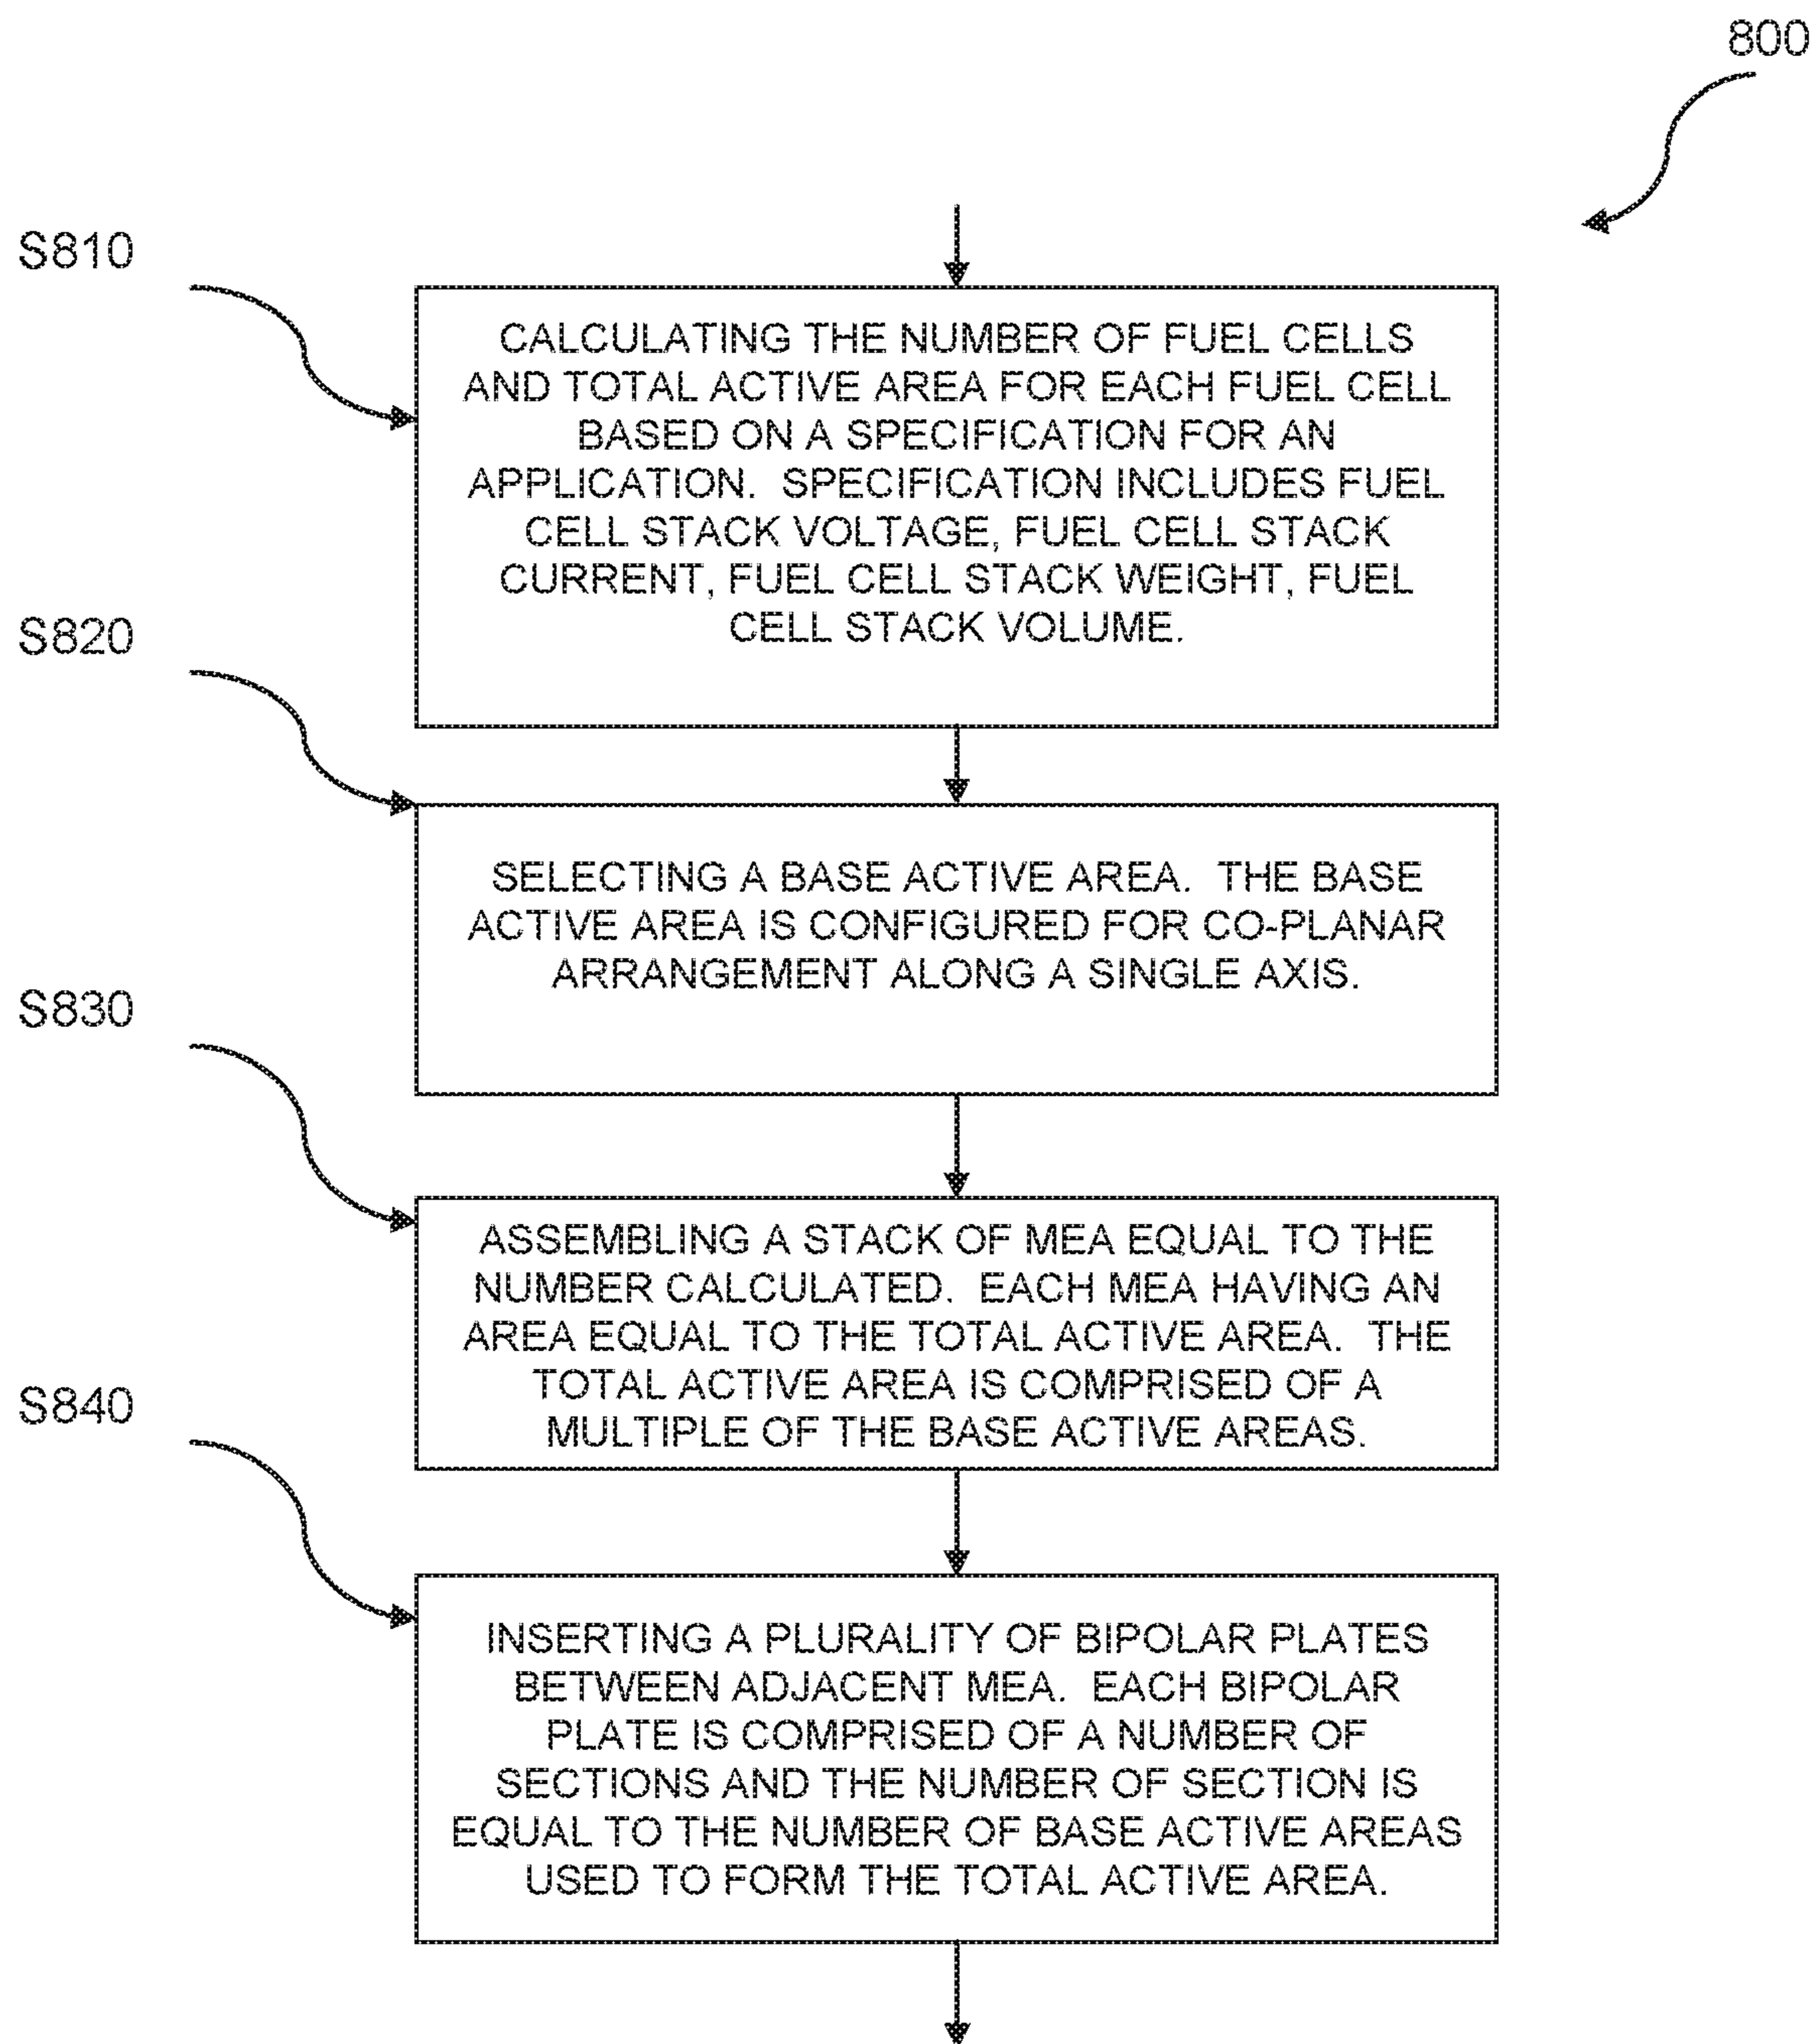 800
S810
CALCULATING THE NUMBER OF FUEL CELLS
AND TOTAL ACTIVE AREA FOR EACH FUEL CELL
BASED ON A SPECIFICATION FOR AN
APPLICATION. SPECIFICATION INCLUDES FUEL
CELL STACK VOLTAGE, FUEL CELL STACK
CURRENT, FUEL CELL STACK WEIGHT, FUEL
CELL STACK VOLUME.
S820
SELECTING A BASE ACTIVE AREA. THE BASE
ACTIVE AREA IS CONFIGURED FOR CO-PLANAR
ARRANGEMENT ALONG A SINGLE AXIS.
S830
ASSEMBLING A STACK OF MEA EQUAL TO THE
NUMBER CALCULATED. EACH MEA HAVING AN
AREA EQUAL TO THE TOTAL ACTIVE AREA. THE
TOTAL ACTIVE AREA IS COMPRISED OF A
MULTIPLE OF THE BASE ACTIVE AREAS.
S840
INSERTING A PLURALITY OF BIPOLAR PLATES
BETWEEN ADJACENT MEA. EACH BIPOLAR
PLATE IS COMPRISED OF A NUMBER OF
SECTIONS AND THE NUMBER OF SECTION IS
EQUAL TO THE NUMBER OF BASE ACTIVE AREAS
USED TO FORM THE TOTAL ACTIVE AREA.